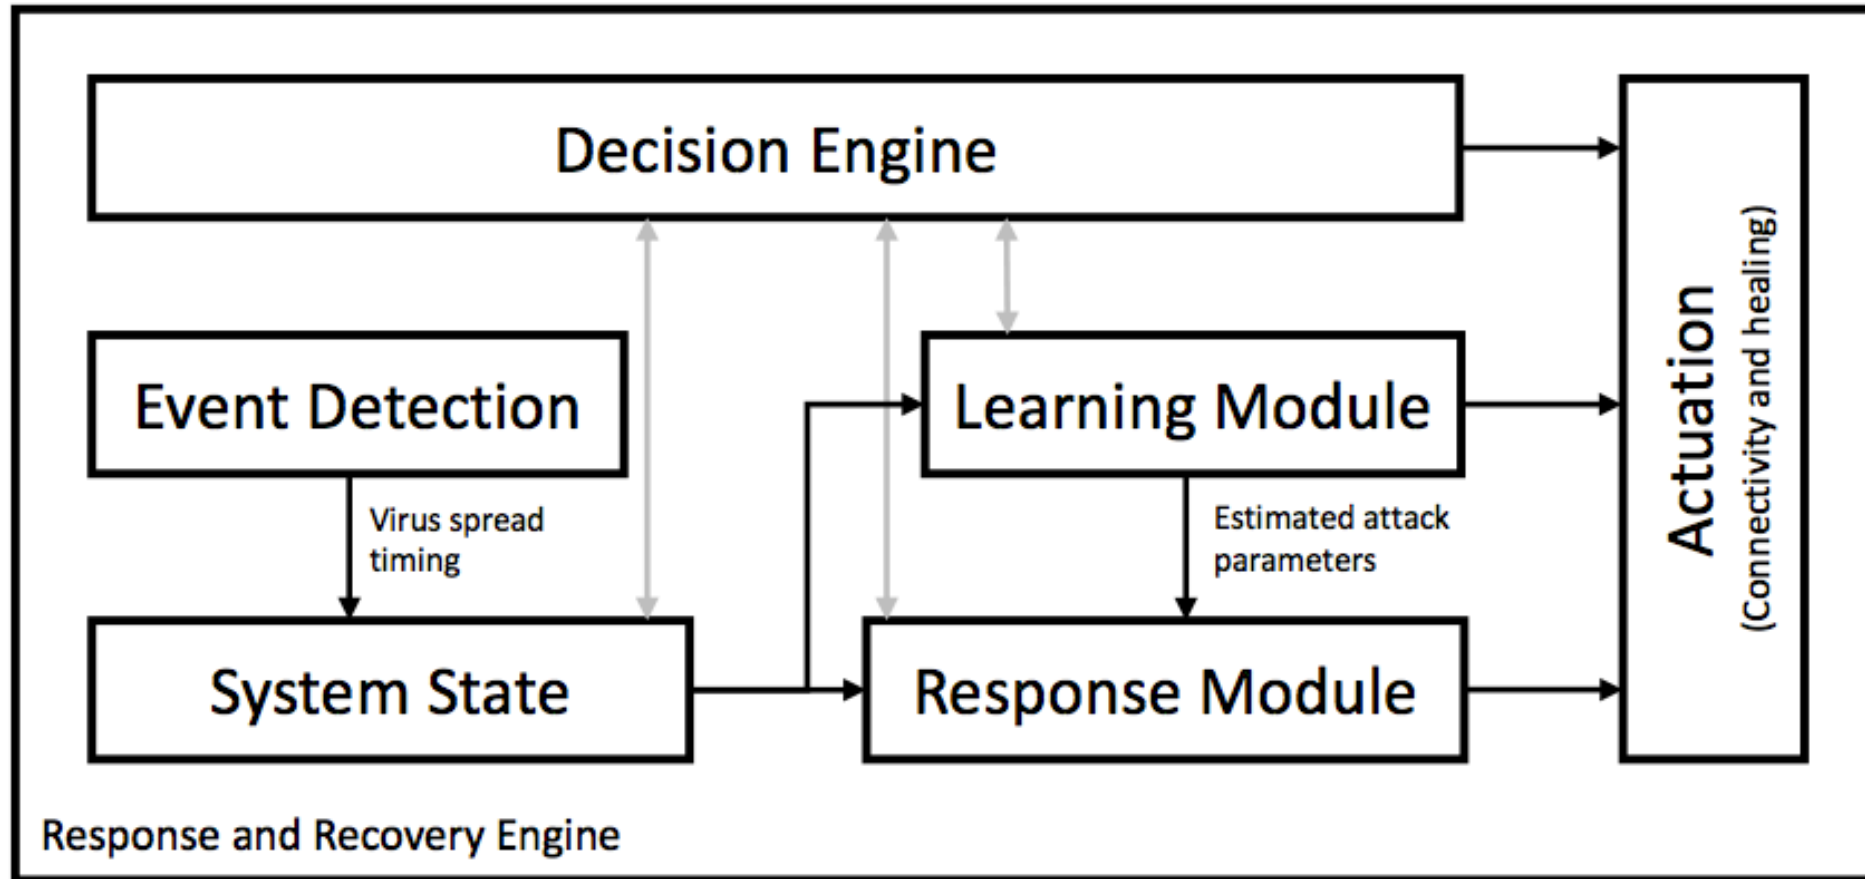 Decision Engine
Event Detection
Learning Module
Virus spread
timing
Estimated attack
parameters
System State
Response Module
Actuation
(Connectivity and healing)
Response and Recovery Engine